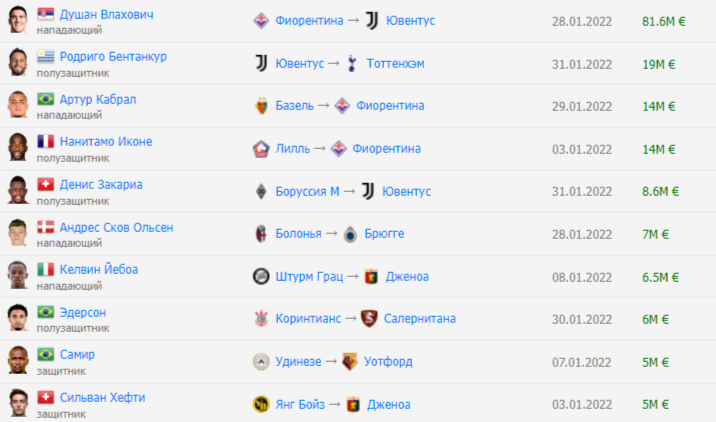 Душан Влахович
нападающий
Фиорентина → Ювентус 28.01.2022 81.6M €
Родриго Бентанкур
полузащитник
Ювентус → Тоттенхэм 31.01.2022 19M €
Артур Кабрал
нападающий
Базель → Фиорентина 29.01.2022 14M €
Нанитамо Иконе
полузащитник
Лилль → Фиорентина 03.01.2022 14M €
Денис Закариа
полузащитник
Боруссия М → Ювентус 31.01.2022 8.6M €
Андрес Сков Ольсен
нападающий
Болонья → Брюгге 28.01.2022 7M €
Келвин Йебоа
нападающий
Штурм Грац → Дженоа 08.01.2022 6.5M €
Эдерсон
полузащитник
Коринтианс → Салернитана 30.01.2022 6M €
Самир
защитник
Удинезе → Уотфорд 07.01.2022 5M €
Сильван Хефти
защитник
Янг Бойз → Дженоа 03.01.2022 5M €